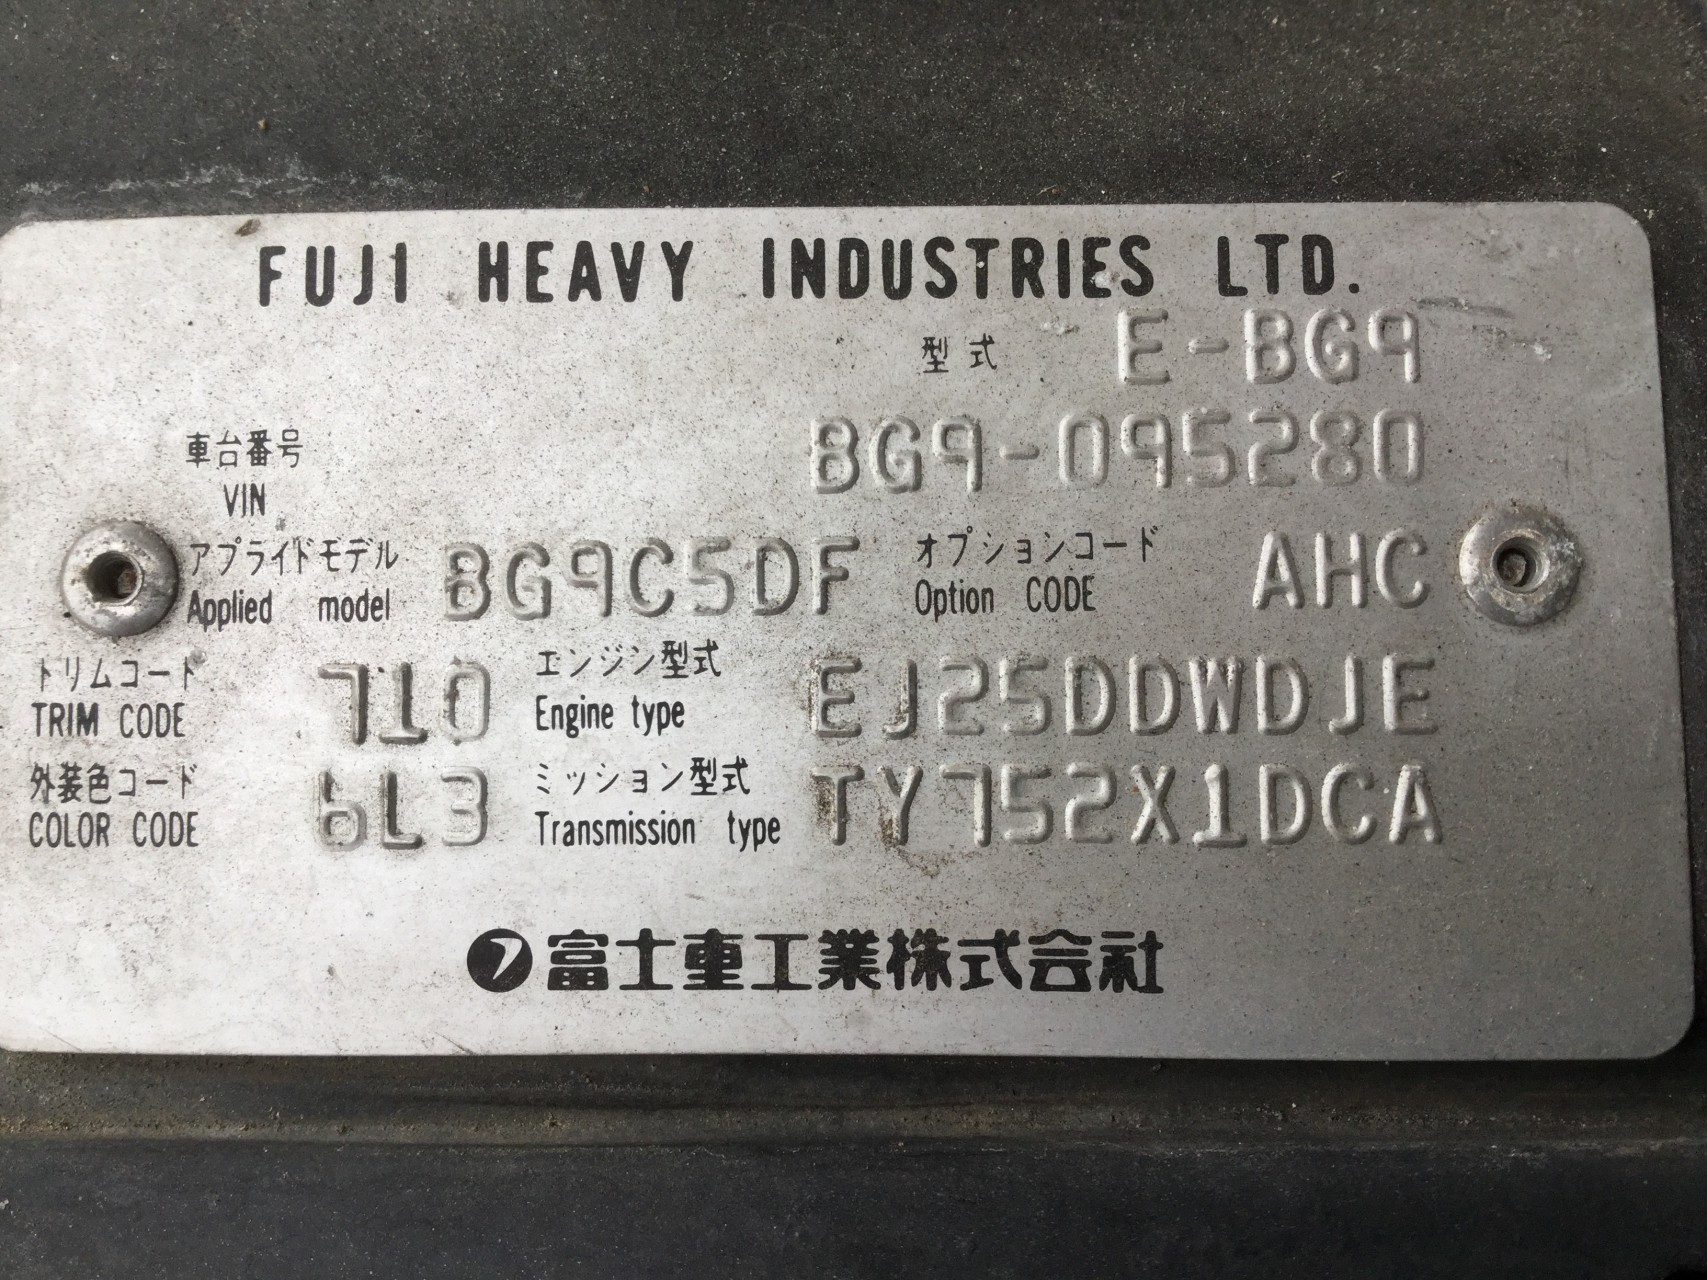 FUJI HEAVY INDUSTRIES LTD.
型式 E-BG9
車台番号 BG9-095280
VIN
アプライドモデル BG9C5DF オプションコード AHC
Applied model Option CODE
トリムコード 710 エンジン型式 EJ25DDWDJE
TRIM CODE Engine type
外装色コード 6L3 ミッション型式 TY752X1DCA
COLOR CODE Transmission type
富士重工業株式会社